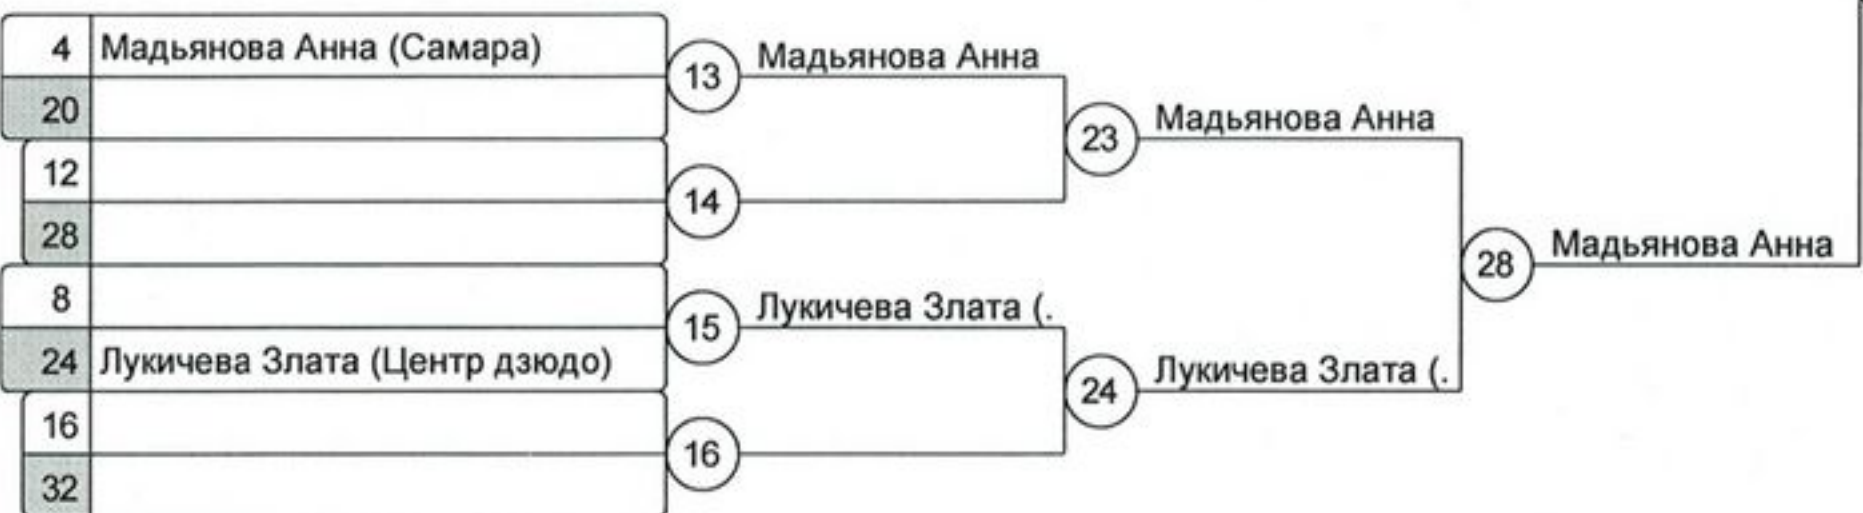 4 Мадьянова Анна (Самара)
20
12
28
8
24 Лукичева Злата (Центр дзюдо)
16
32
13 Мадьянова Анна
14
15 Лукичева Злата (.
16
23 Мадьянова Анна
24 Лукичева Злата (.
28 Мадьянова Анна